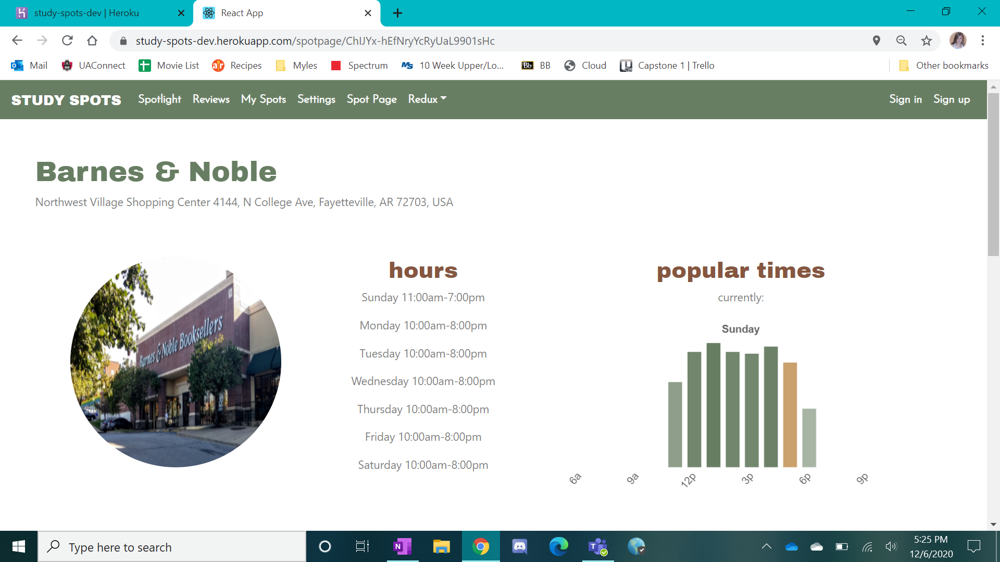 study-spots-dev | Heroku
React App
study-spots-dev.herokuapp.com/spotpage/ChIJYx-hEfNryYcRyUaL9901sHc
Mail UAConnect Movie List Recipes Myles Spectrum 10 Week Upper/Lo... BB Cloud Capstone 1 | Trello Other bookmarks
STUDY SPOTS Spotlight Reviews My Spots Settings Spot Page Redux Sign in Sign up
Barnes & Noble
Northwest Village Shopping Center 4144, N College Ave, Fayetteville, AR 72703, USA
Barnes & Noble Booksellers
hours
Sunday 11:00am-7:00pm
Monday 10:00am-8:00pm
Tuesday 10:00am-8:00pm
Wednesday 10:00am-8:00pm
Thursday 10:00am-8:00pm
Friday 10:00am-8:00pm
Saturday 10:00am-8:00pm
popular times
currently:
Sunday
6a 9a 12p 3p 6p 9p
Type here to search
5:25 PM
12/6/2020